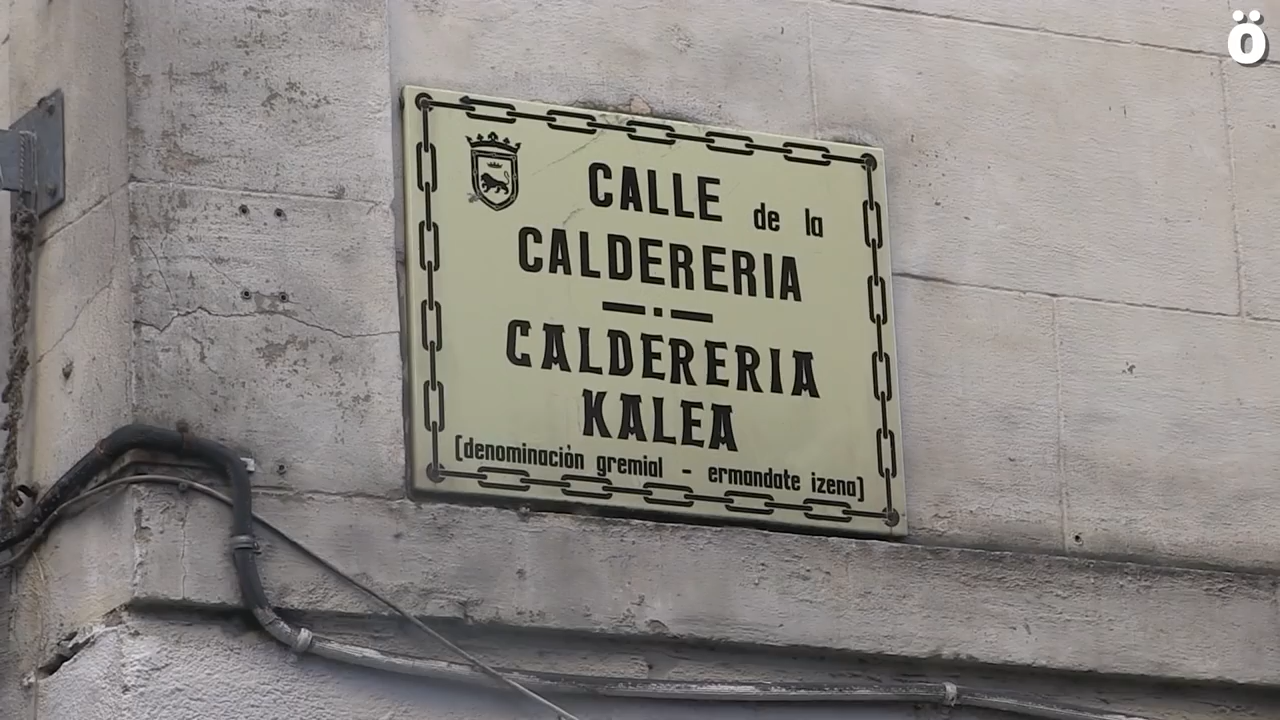 ö
CALLE de la
CALDERERIA
CALDERERIA
KALEA
(denominación gremial - ermandate izena)